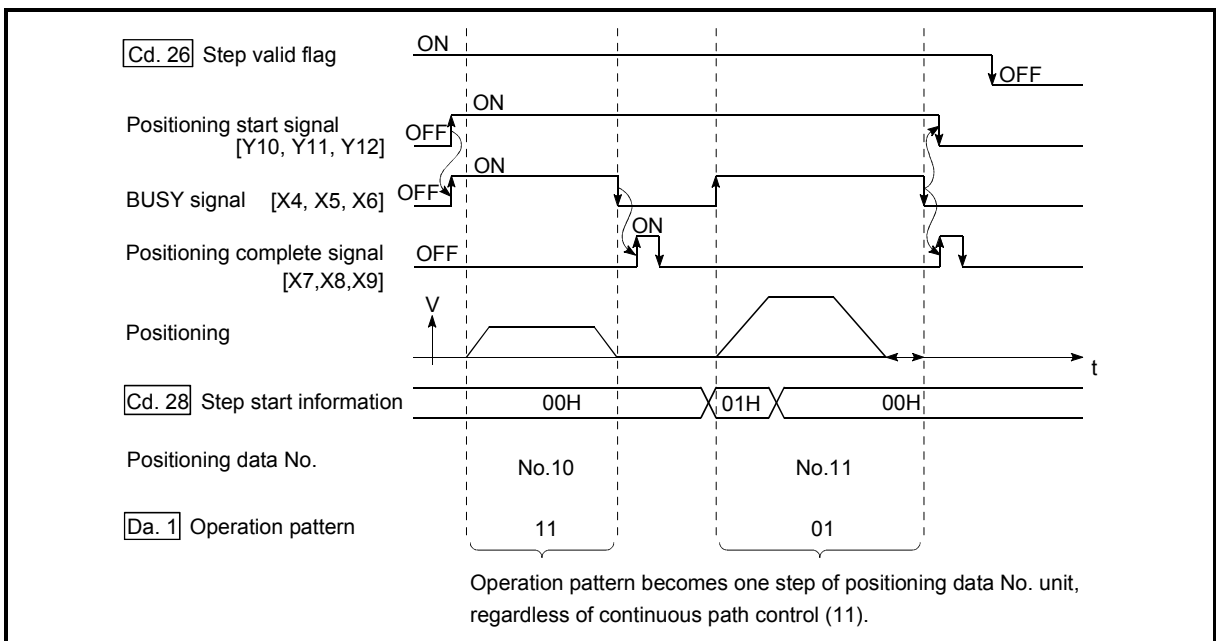 ON
Cd. 26 Step valid flag
OFF
ON
Positioning start signal
OFF
[Y10, Y11, Y12]
ON
BUSY signal [X4, X5, X6]
OFF
ON
Positioning complete signal
OFF
[X7,X8,X9]
V
Positioning
t
Cd. 28 Step start information
00H
01H
00H
Positioning data No.
No.10
No.11
Da. 1 Operation pattern
11
01
Operation pattern becomes one step of positioning data No. unit,
regardless of continuous path control (11).